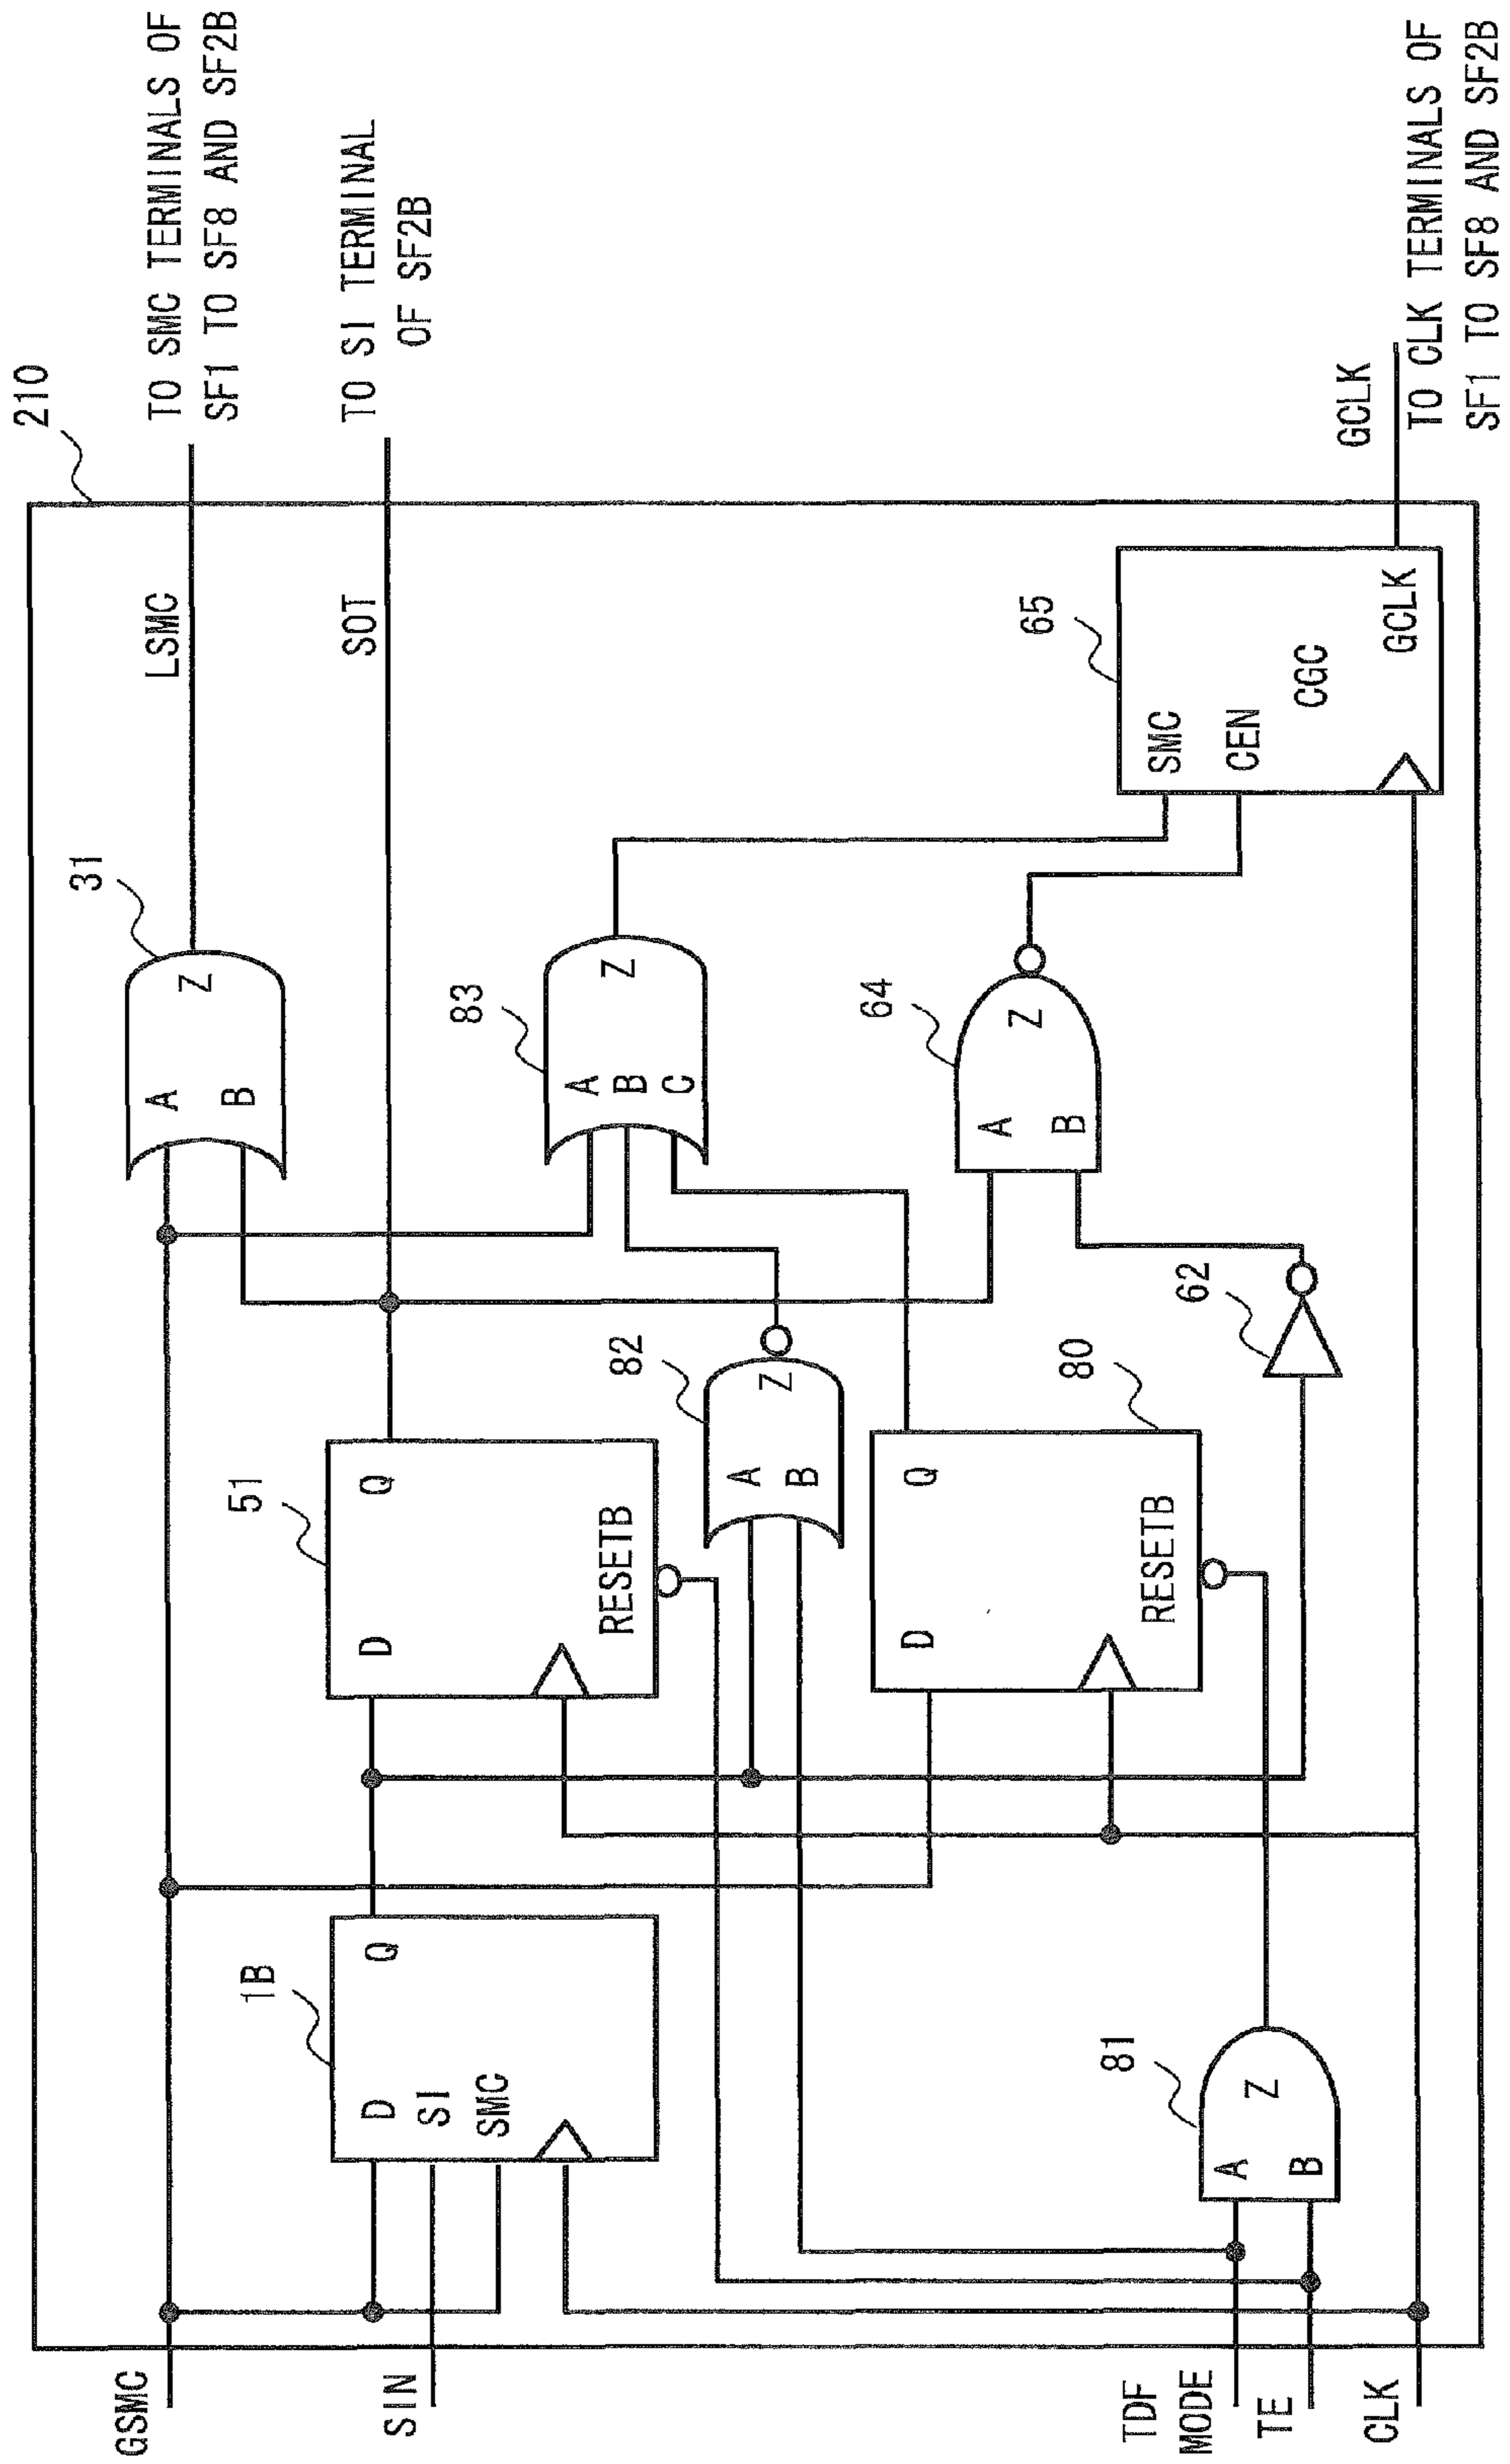 210
TO SMC TERMINALS OF
SF1 TO SF8 AND SF2B
LSMC
31
A
B
Z
TO SI TERMINAL
OF SF2B
SOT
GSMC
SIN
1B
D
SI
SMC
Q
51
D
Q
RESETB
82
A
B
Z
83
A
B
C
Z
80
D
Q
RESETB
64
A
B
Z
62
65
SMC
CEN
CGC
GCLK
GCLK
TO CLK TERMINALS OF
SF1 TO SF8 AND SF2B
81
A
B
Z
TDF
MODE
TE
CLK